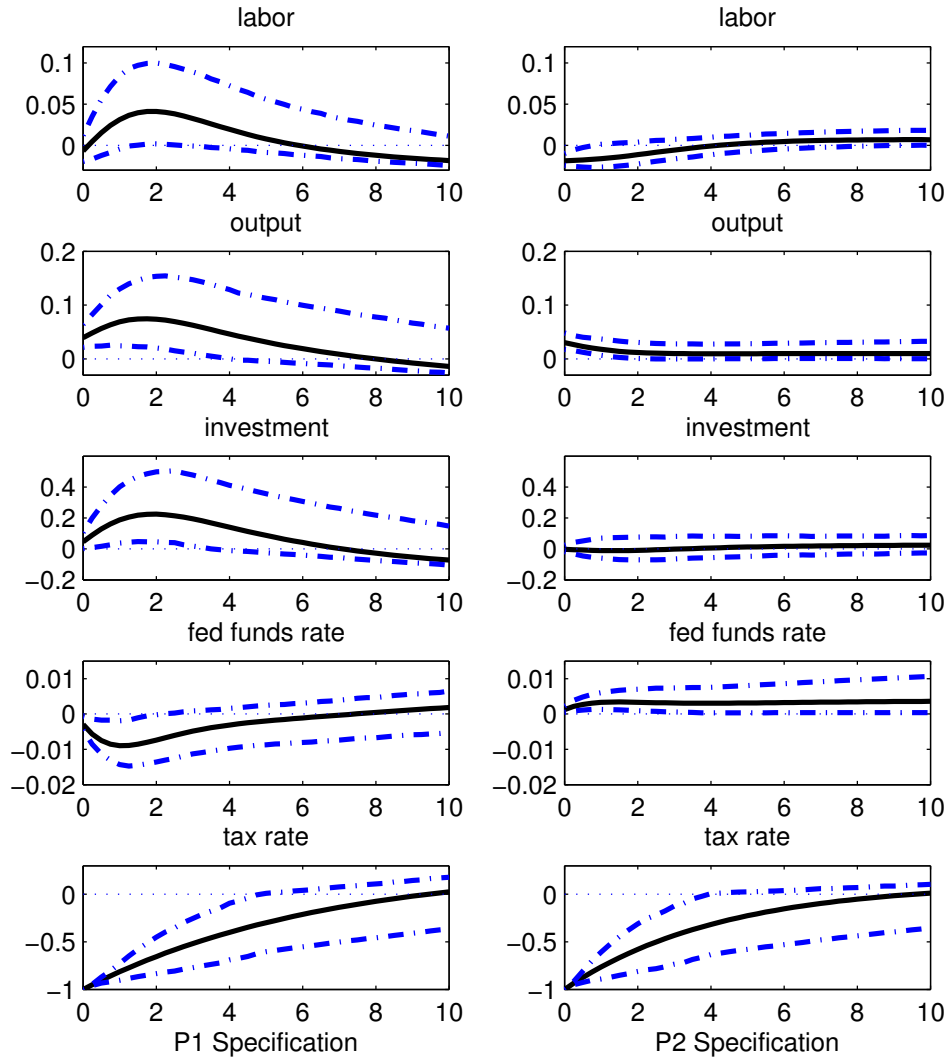 labor labor
0.1 0.1
0.05 0.05
0 0
0 2 4 6 8 10 0 2 4 6 8 10
output output
0.2 0.2
0.1 0.1
0 0
0 2 4 6 8 10 0 2 4 6 8 10
investment investment
0.4 0.4
0.2 0.2
0 0
−0.2 −0.2
0 2 4 6 8 10 0 2 4 6 8 10
fed funds rate fed funds rate
0.01 0.01
0 0
−0.01 −0.01
−0.02 −0.02
0 2 4 6 8 10 0 2 4 6 8 10
tax rate tax rate
0 0
−0.5 −0.5
−1 −1
0 2 4 6 8 10 0 2 4 6 8 10
P1 Specification P2 Specification